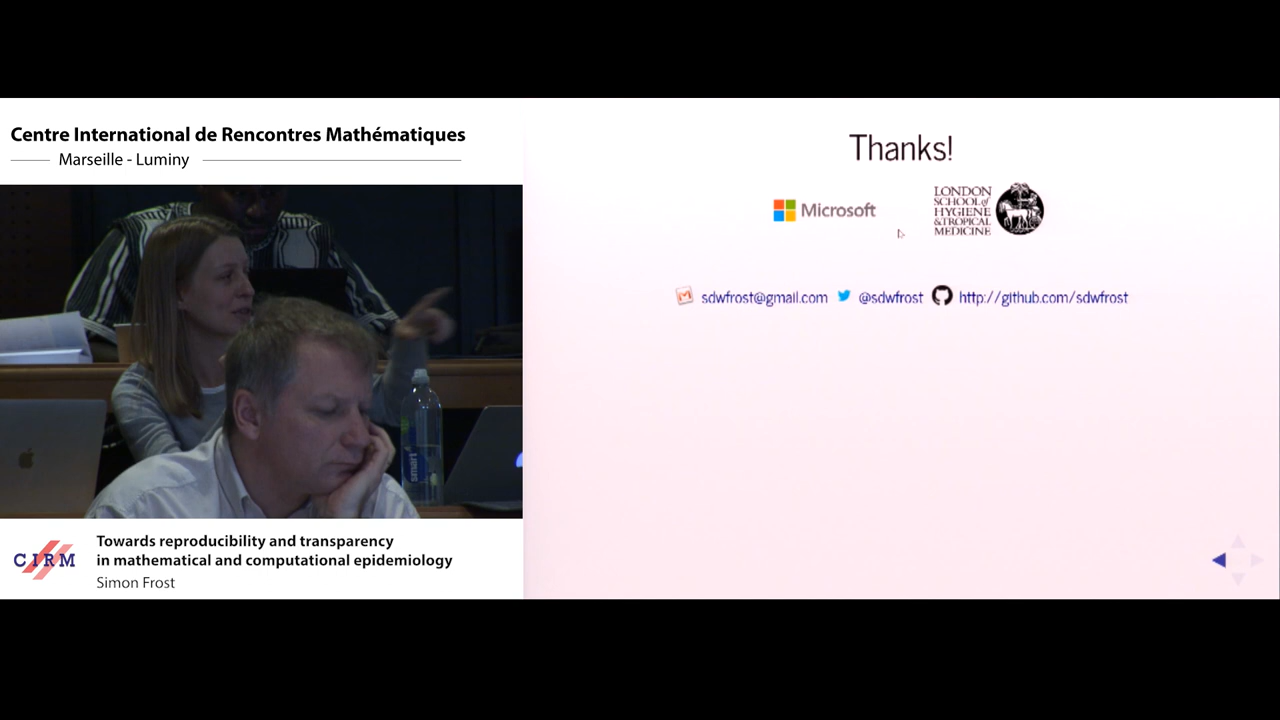 Centre International de Rencontres Mathématiques
Marseille - Luminy
smart
CIRM
Towards reproducibility and transparency
in mathematical and computational epidemiology
Simon Frost
Thanks!
Microsoft
LONDON
SCHOOL of
HYGIENE
& TROPICAL
MEDICINE
sdwfrost@gmail.com @sdwfrost http://github.com/sdwfrost